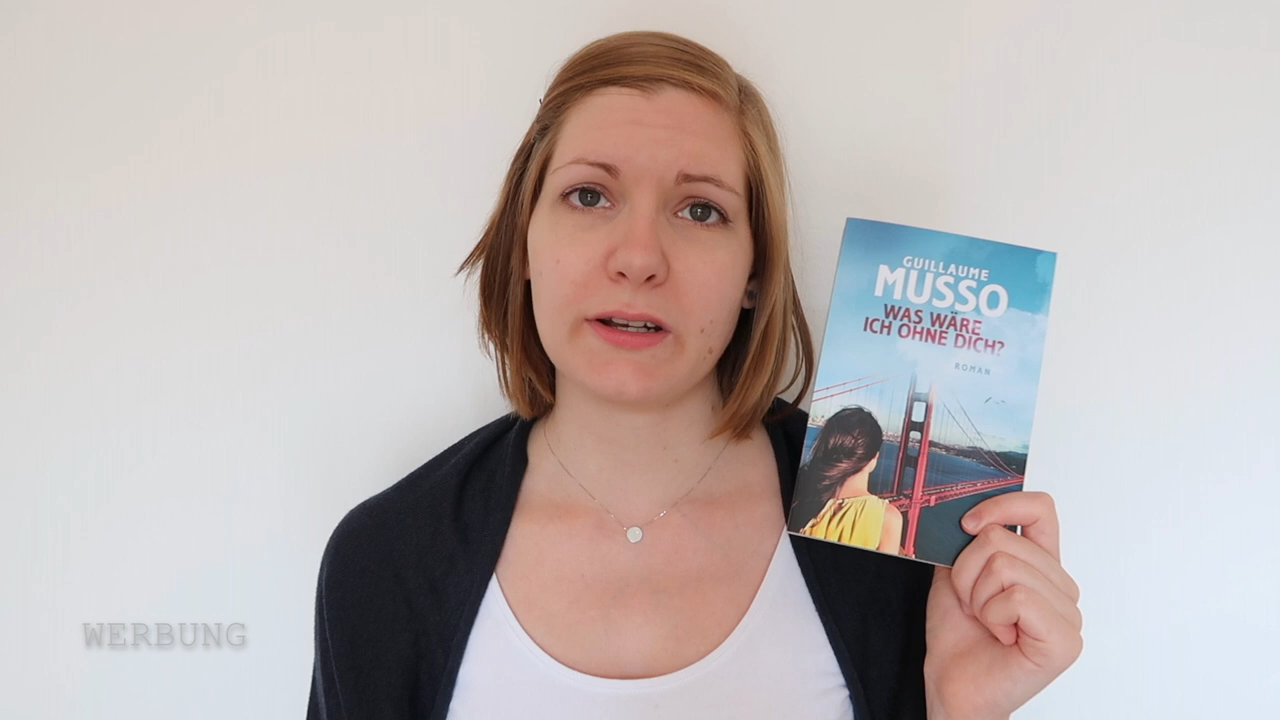 GUILLAUME
MUSSO
WAS WÄRE
ICH OHNE DICH?
ROMAN
WERBUNG